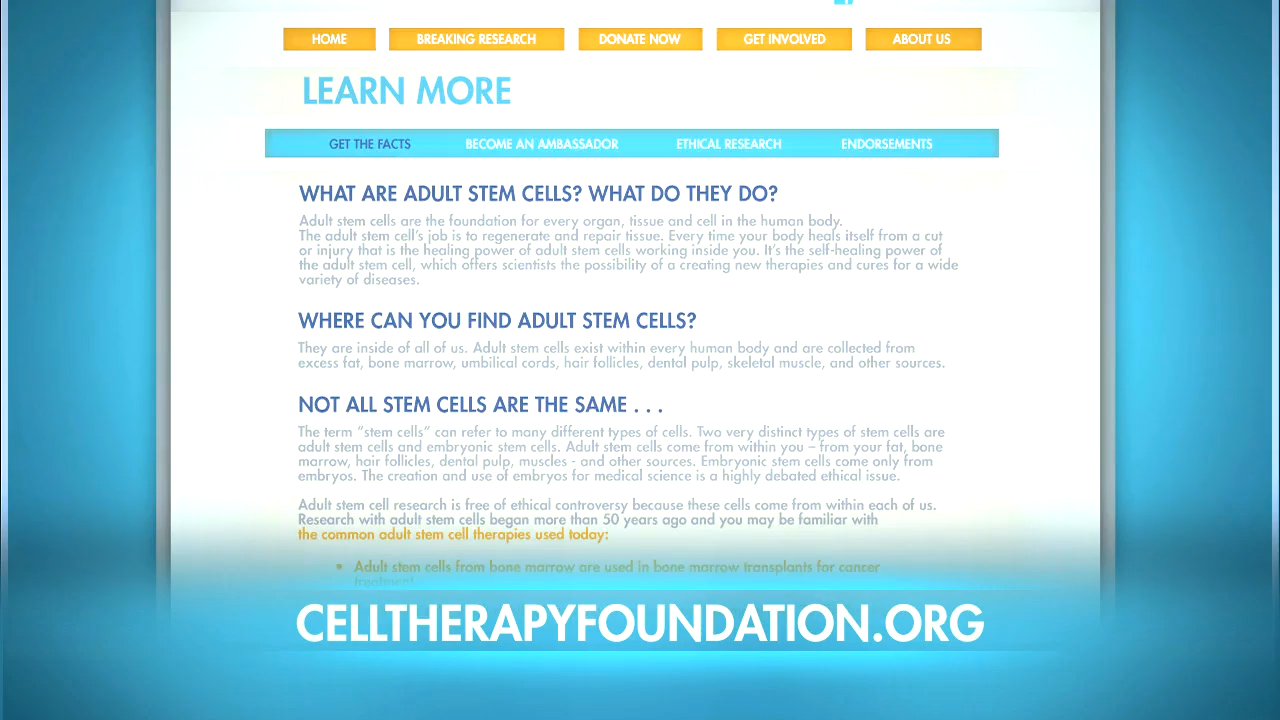 HOME BREAKING RESEARCH DONATE NOW GET INVOLVED ABOUT US
LEARN MORE
GET THE FACTS BECOME AN AMBASSADOR ETHICAL RESEARCH ENDORSEMENTS
WHAT ARE ADULT STEM CELLS? WHAT DO THEY DO?
Adult stem cells are the foundation for every organ, tissue and cell in the human body.
The adult stem cell's job is to regenerate and repair tissue. Every time your body heals itself from a cut
or injury that is the healing power of adult stem cells working inside you. It's the self-healing power of
the adult stem cell, which offers scientists the possibility of a creating new therapies and cures for a wide
variety of diseases.
WHERE CAN YOU FIND ADULT STEM CELLS?
They are inside of all of us. Adult stem cells exist within every human body and are collected from
excess fat, bone marrow, umbilical cords, hair follicles, dental pulp, skeletal muscle, and other sources.
NOT ALL STEM CELLS ARE THE SAME . . .
The term "stem cells" can refer to many different types of cells. Two very distinct types of stem cells are
adult stem cells and embryonic stem cells. Adult stem cells come from within you – from your fat, bone
marrow, hair follicles, dental pulp, muscles - and other sources. Embryonic stem cells come only from
embryos. The creation and use of embryos for medical science is a highly debated ethical issue.
Adult stem cell research is free of ethical controversy because these cells come from within each of us.
Research with adult stem cells began more than 50 years ago and you may be familiar with
the common adult stem cell therapies used today:
• Adult stem cells from bone marrow are used in bone marrow transplants for cancer
treatment
CELLTHERAPYFOUNDATION.ORG